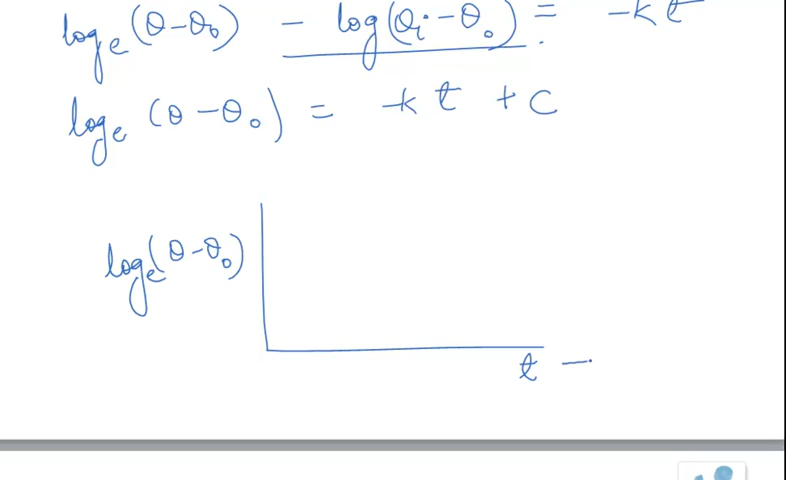 logₑ(θ-θ₀) - log(θᵢ-θ₀) = -kt
logₑ(θ-θ₀) = -kt + c
logₑ(θ-θ₀)
t -